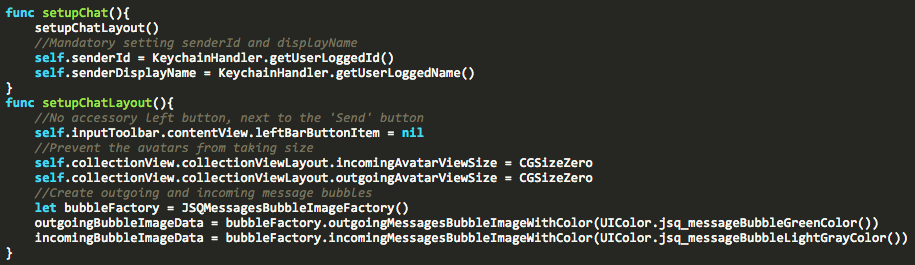 func setupChat(){
    setupChatLayout()
    //Mandatory setting senderId and displayName
    self.senderId = KeychainHandler.getUserLoggedId()
    self.senderDisplayName = KeychainHandler.getUserLoggedName()
}
func setupChatLayout(){
    //No accessory left button, next to the 'Send' button
    self.inputToolbar.contentView.leftBarButtonItem = nil
    //Prevent the avatars from taking size
    self.collectionView.collectionViewLayout.incomingAvatarViewSize = CGSizeZero
    self.collectionView.collectionViewLayout.outgoingAvatarViewSize = CGSizeZero
    //Create outgoing and incoming message bubbles
    let bubbleFactory = JSQMessagesBubbleImageFactory()
    outgoingBubbleImageData = bubbleFactory.outgoingMessagesBubbleImageWithColor(UIColor.jsq_messageBubbleGreenColor())
    incomingBubbleImageData = bubbleFactory.incomingMessagesBubbleImageWithColor(UIColor.jsq_messageBubbleLightGrayColor())
}